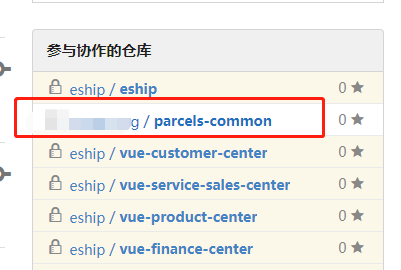 参与协作的仓库
eship / eship 0
g / parcels-common 0
eship / vue-customer-center 0
eship / vue-service-sales-center 0
eship / vue-product-center 0
eship / vue-finance-center 0